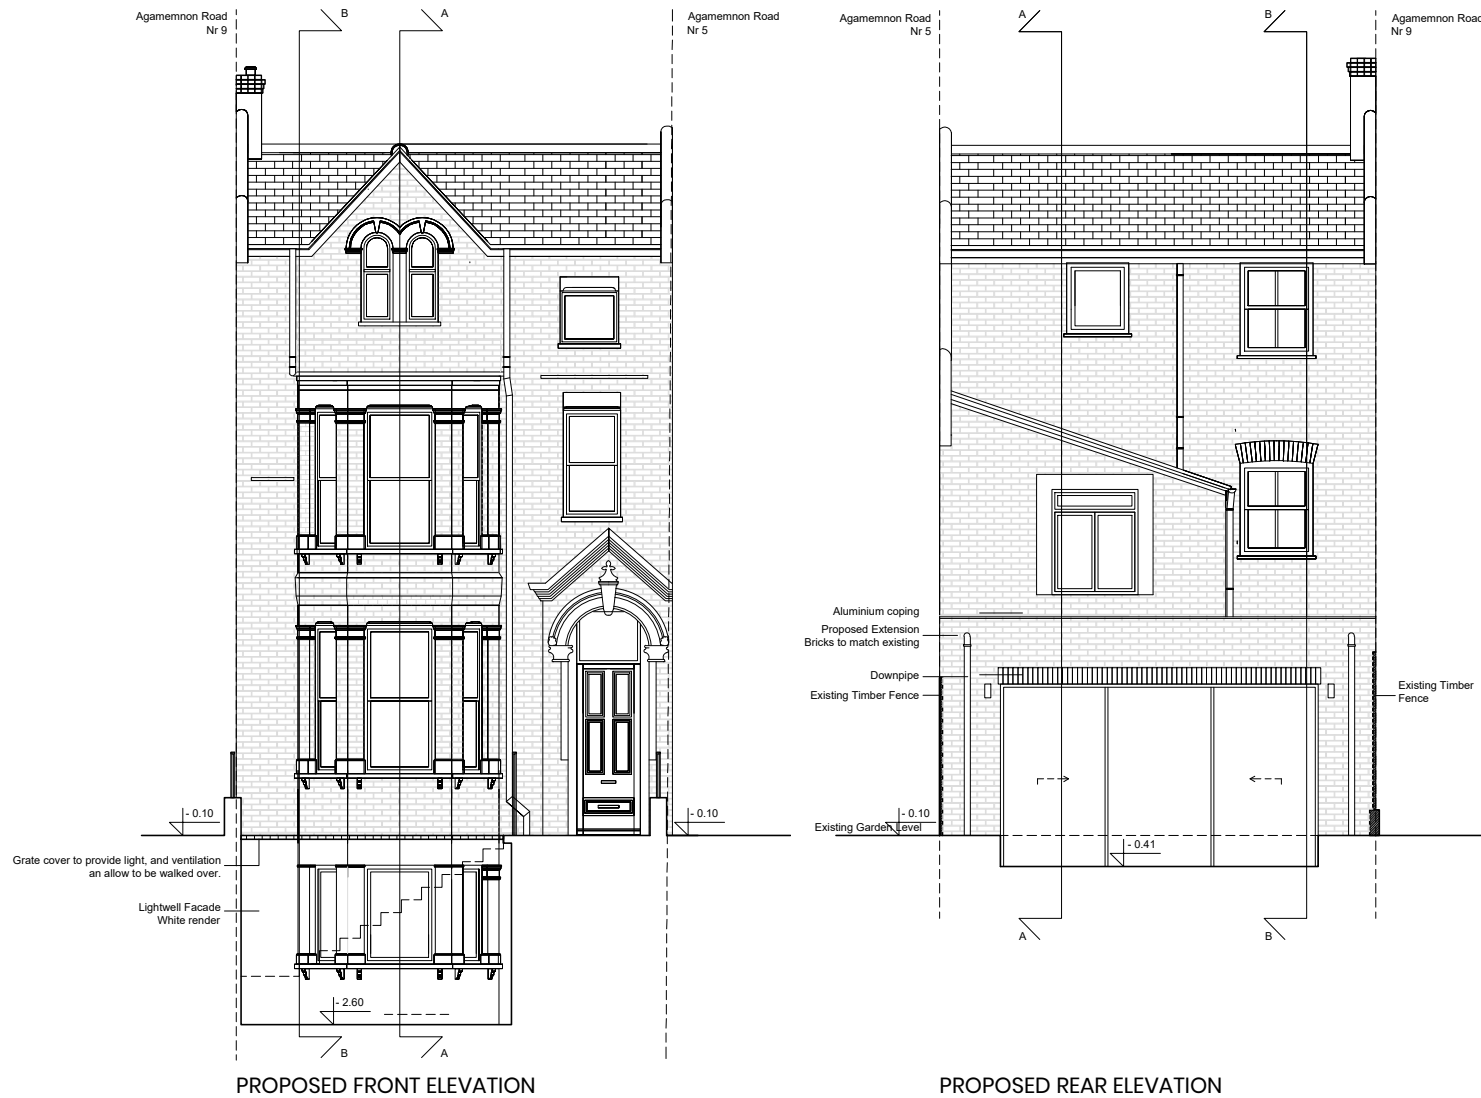 Agamemnon Road
Nr 9
B
A
Agamemnon Road
Nr 5
- 0.10
- 0.10
Grate cover to provide light, and ventilation
an allow to be walked over.
Lightwell Facade
White render
- 2.60
B
A
PROPOSED FRONT ELEVATION
Agamemnon Road
Nr 5
A
B
Agamemnon Road
Nr 9
Aluminium coping
Proposed Extension
Bricks to match existing
Downpipe
Existing Timber Fence
Existing Timber
Fence
- 0.10
Existing Garden Level
- 0.41
A
B
PROPOSED REAR ELEVATION